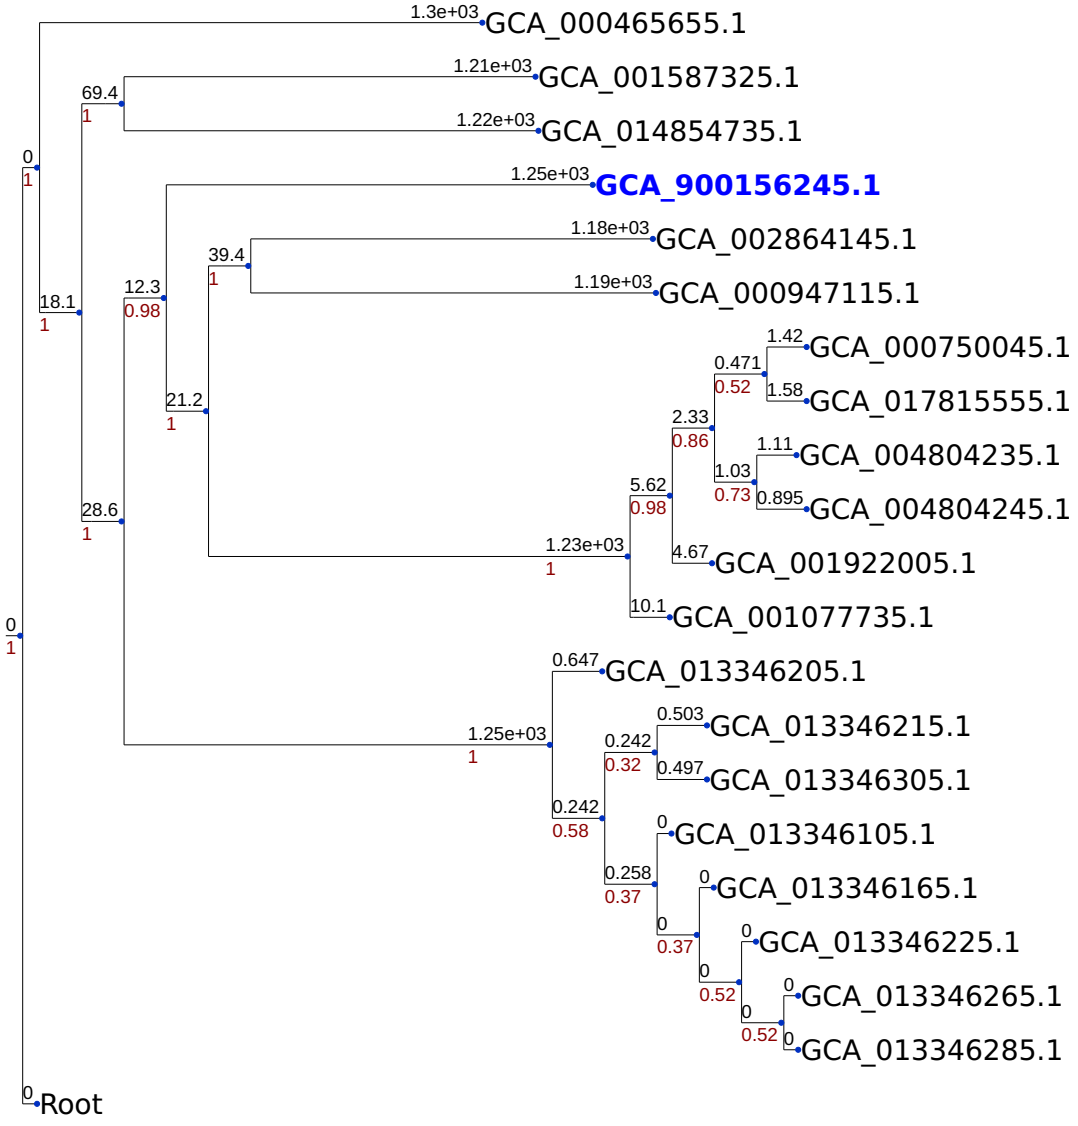 1.3e+03 GCA_000465655.1
1.21e+03 GCA_001587325.1
69.4
1
1.22e+03 GCA_014854735.1
0
1
1.25e+03 GCA_900156245.1
1.18e+03 GCA_002864145.1
39.4
1
1.19e+03 GCA_000947115.1
12.3
0.98
18.1
1
1.42 GCA_000750045.1
0.471
0.52
1.58 GCA_017815555.1
21.2
1
2.33
0.86
1.11 GCA_004804235.1
1.03
0.73
0.895 GCA_004804245.1
5.62
0.98
28.6
1
4.67 GCA_001922005.1
1.23e+03
1
10.1 GCA_001077735.1
0
1
0.647 GCA_013346205.1
0.503 GCA_013346215.1
1.25e+03
1
0.242
0.32
0.497 GCA_013346305.1
0.242
0.58
0 GCA_013346105.1
0.258
0.37
0 GCA_013346165.1
0
0.37
0 GCA_013346225.1
0
0.52
0 GCA_013346265.1
0
0.52
0 GCA_013346285.1
0 Root